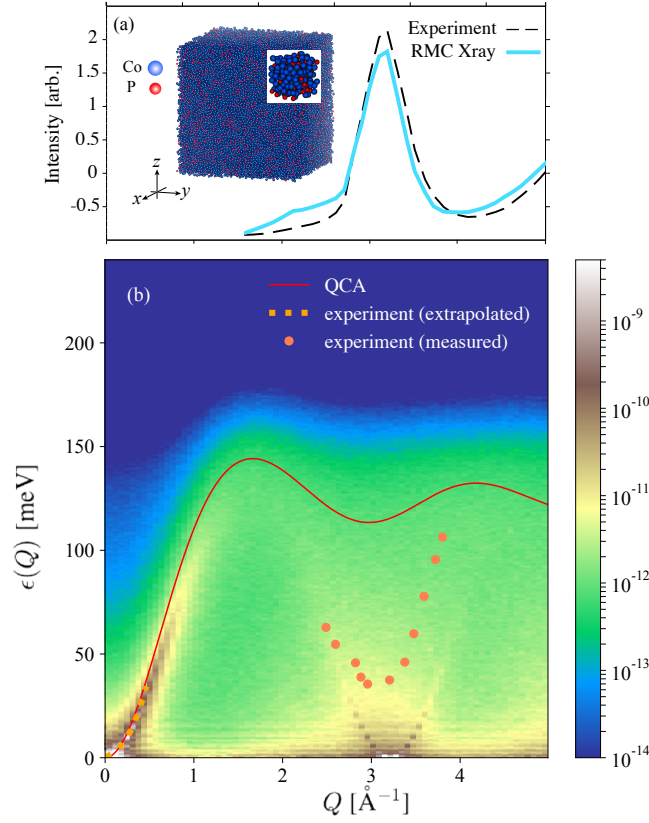 (a)
Experiment
RMC Xray
Co
P
z
x
y
Intensity [arb.]
2
1.5
1
0
-0.5
(b)
QCA
experiment (extrapolated)
experiment (measured)
ϵ(Q) [meV]
200
150
100
50
0
0 1 2 3 4
Q [Å⁻¹]
10⁻⁹
10⁻¹⁰
10⁻¹¹
10⁻¹²
10⁻¹³
10⁻¹⁴